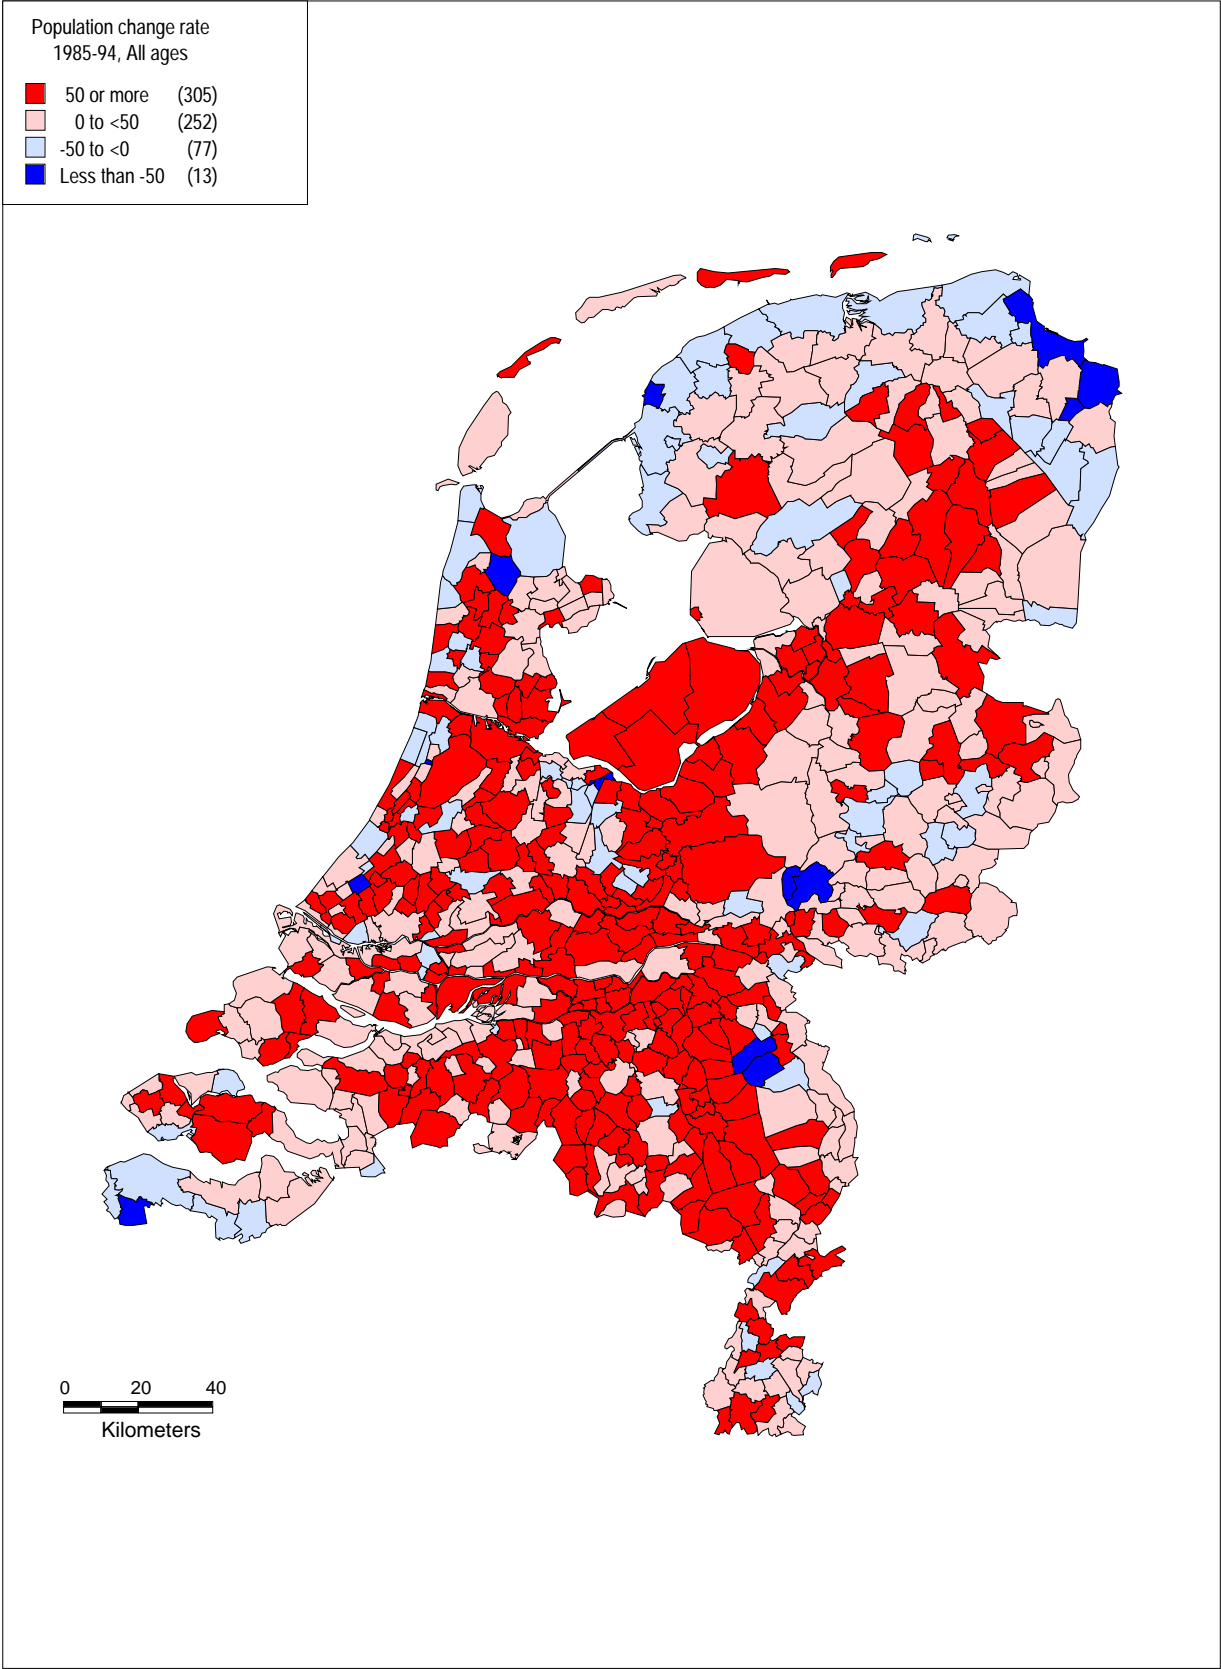 Population change rate
1985-94, All ages
50 or more (305)
0 to <50 (252)
-50 to <0 (77)
Less than -50 (13)
0 20 40
Kilometers